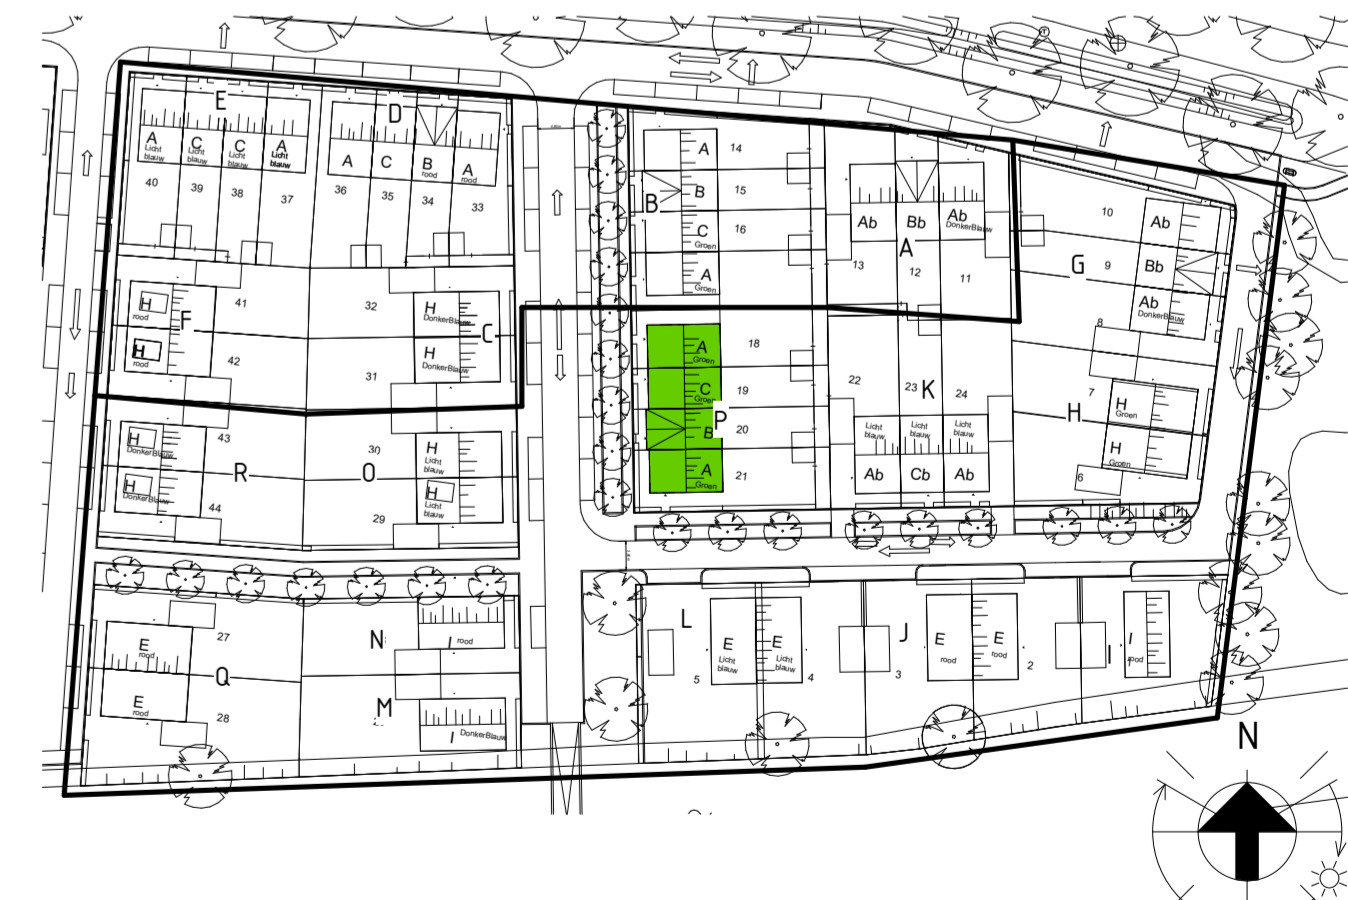 E
A
Licht
blauw
C
Licht
blauw
C
Licht
blauw
A
Licht
blauw
40
39
38
37
D
A
C
B
rood
A
rood
36
35
34
33
B
A
B
C
Groen
A
Groen
14
15
16
Ab
Bb
Ab
DonkerBlauw
A
13
12
11
G
10
9
8
Ab
Bb
Ab
DonkerBlauw
F
H
rood
H
rood
41
42
32
31
H
DonkerBlauw
H
DonkerBlauw
C
A
Groen
C
Groen
B
A
Groen
P
18
19
20
21
22
23
24
K
Licht
blauw
Licht
blauw
Licht
blauw
Ab
Cb
Ab
H
7
6
H
Groen
H
Groen
H
DonkerBlauw
H
DonkerBlauw
43
44
R
O
30
29
H
Licht
blauw
H
Licht
blauw
E
rood
E
rood
27
28
Q
N
I rood
M
I DonkerBlauw
L
E
Licht
blauw
E
Licht
blauw
5
4
J
E
rood
E
rood
3
2
I
I
rood
N